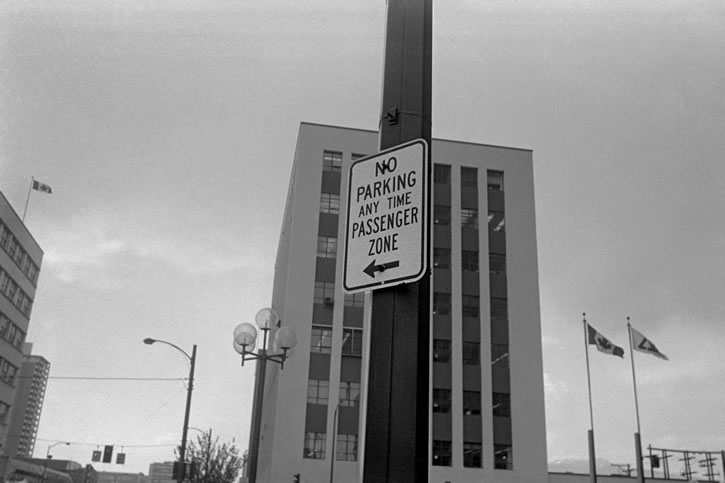 NO
PARKING
ANY TIME
PASSENGER
ZONE